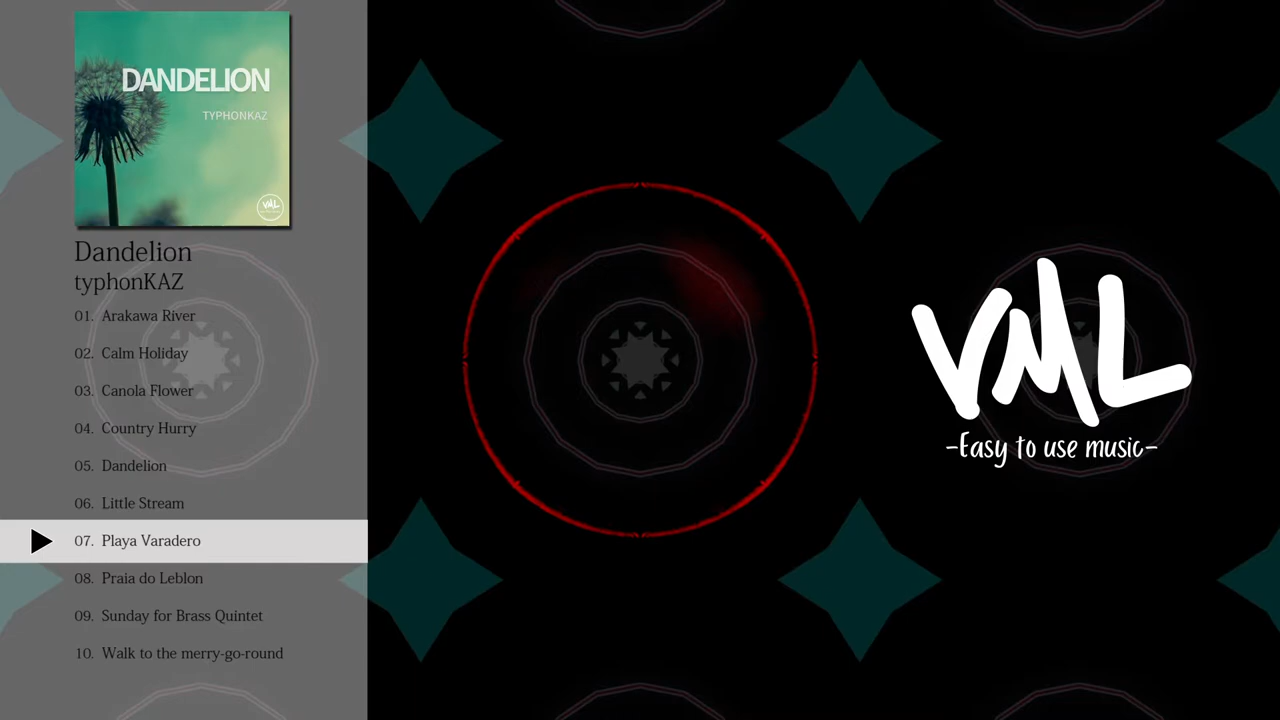 DANDELION
TYPHONKAZ
VML
Dandelion
typhonKAZ
01. Arakawa River
02. Calm Holiday
03. Canola Flower
04. Country Hurry
05. Dandelion
06. Little Stream
07. Playa Varadero
08. Praia do Leblon
09. Sunday for Brass Quintet
10. Walk to the merry-go-round
VML
-Easy to use music-